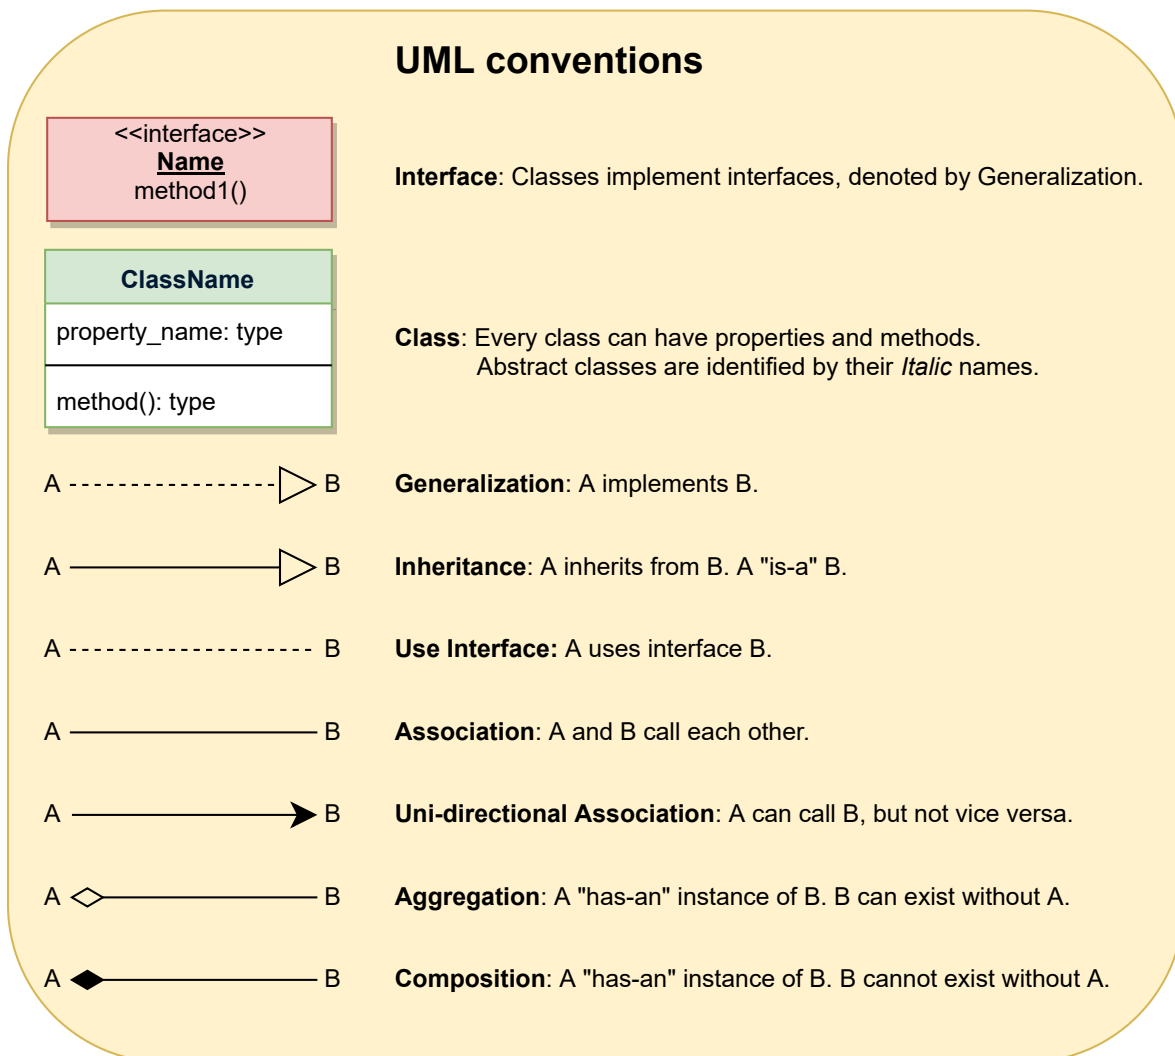 UML conventions
<<interface>>
Name
method1()
Interface: Classes implement interfaces, denoted by Generalization.
ClassName
property_name: type
method(): type
Class: Every class can have properties and methods.
Abstract classes are identified by their Italic names.
A B Generalization: A implements B.
A B Inheritance: A inherits from B. A "is-a" B.
A B Use Interface: A uses interface B.
A B Association: A and B call each other.
A B Uni-directional Association: A can call B, but not vice versa.
A B Aggregation: A "has-an" instance of B. B can exist without A.
A B Composition: A "has-an" instance of B. B cannot exist without A.